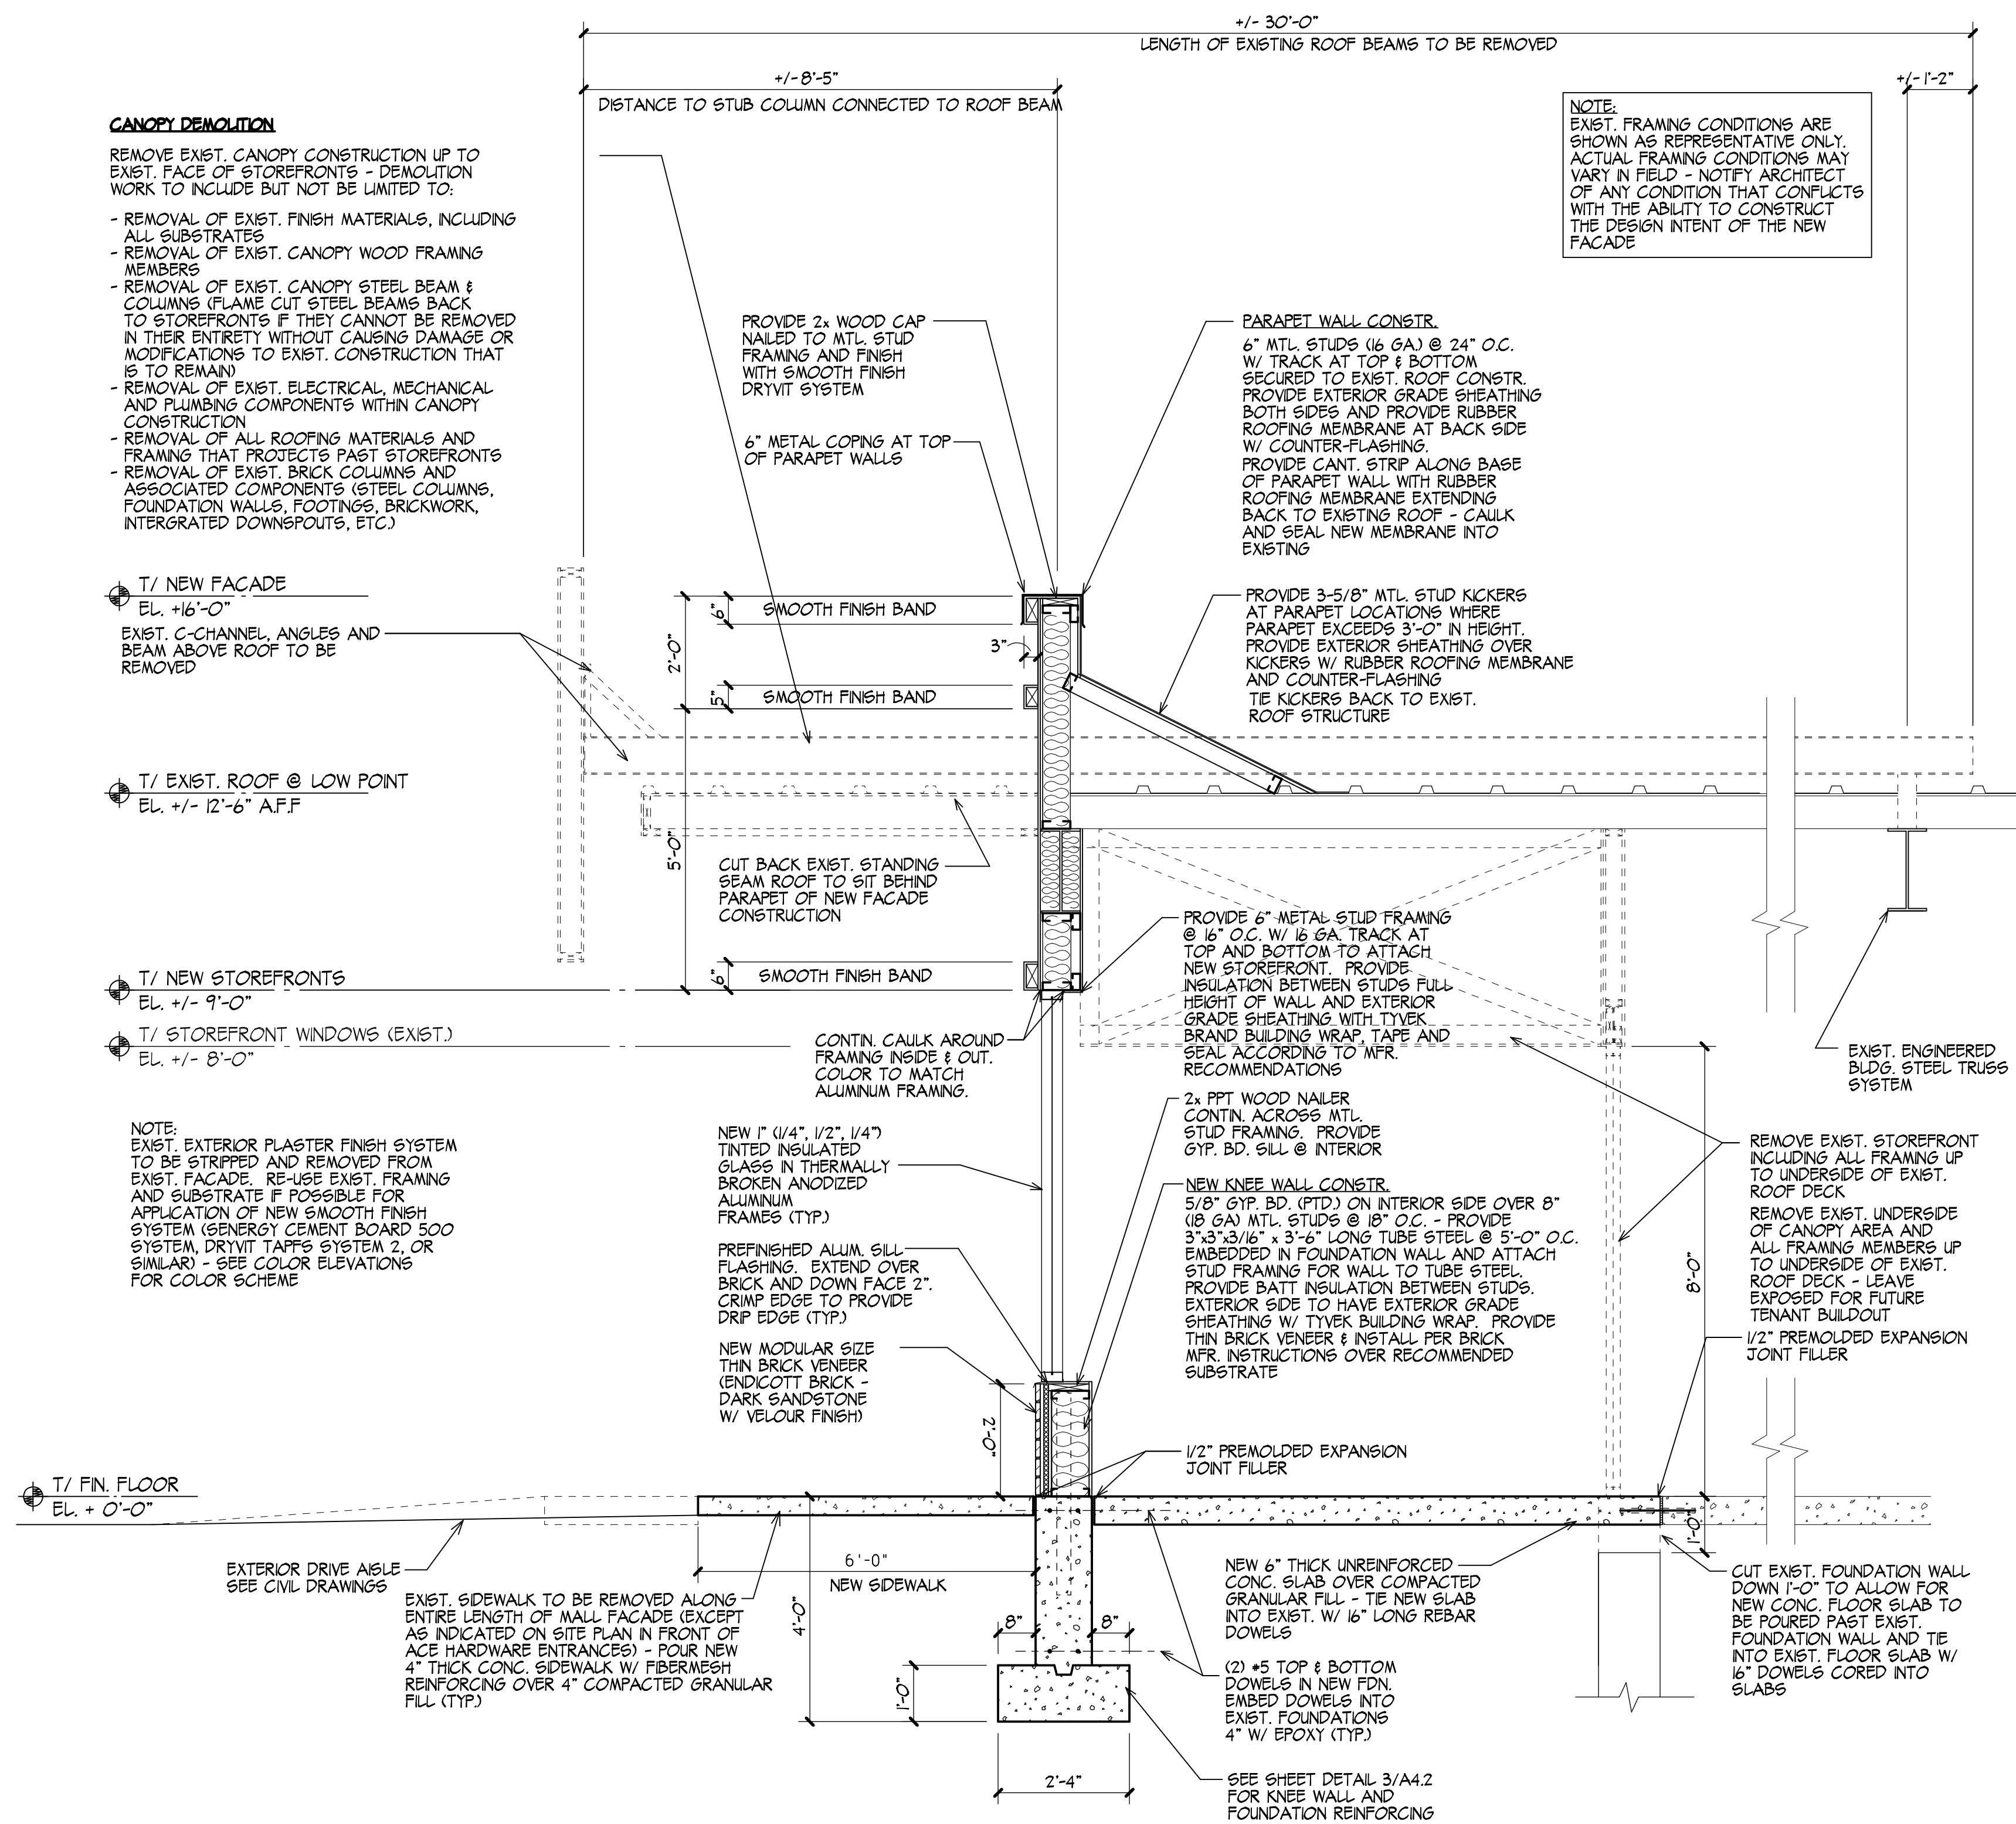 +/- 30'-0"
LENGTH OF EXISTING ROOF BEAMS TO BE REMOVED
+/- 8'-5"
DISTANCE TO STUB COLUMN CONNECTED TO ROOF BEAM
+/- 1'-2"
NOTE:
EXIST. FRAMING CONDITIONS ARE
SHOWN AS REPRESENTATIVE ONLY.
ACTUAL FRAMING CONDITIONS MAY
VARY IN FIELD - NOTIFY ARCHITECT
OF ANY CONDITION THAT CONFLICTS
WITH THE ABILITY TO CONSTRUCT
THE DESIGN INTENT OF THE NEW
FACADE
CANOPY DEMOLITION
REMOVE EXIST. CANOPY CONSTRUCTION UP TO
EXIST. FACE OF STOREFRONTS - DEMOLITION
WORK TO INCLUDE BUT NOT BE LIMITED TO:
- REMOVAL OF EXIST. FINISH MATERIALS, INCLUDING
ALL SUBSTRATES
- REMOVAL OF EXIST. CANOPY WOOD FRAMING
MEMBERS
- REMOVAL OF EXIST. CANOPY STEEL BEAM &
COLUMNS (FLAME CUT STEEL BEAMS BACK
TO STOREFRONTS IF THEY CANNOT BE REMOVED
IN THEIR ENTIRETY WITHOUT CAUSING DAMAGE OR
MODIFICATIONS TO EXIST. CONSTRUCTION THAT
IS TO REMAIN)
- REMOVAL OF EXIST. ELECTRICAL, MECHANICAL
AND PLUMBING COMPONENTS WITHIN CANOPY
CONSTRUCTION
- REMOVAL OF ALL ROOFING MATERIALS AND
FRAMING THAT PROJECTS PAST STOREFRONTS
- REMOVAL OF EXIST. BRICK COLUMNS AND
ASSOCIATED COMPONENTS (STEEL COLUMNS,
FOUNDATION WALLS, FOOTINGS, BRICKWORK,
INTERGRATED DOWNSPOUTS, ETC.)
PROVIDE 2x WOOD CAP
NAILED TO MTL. STUD
FRAMING AND FINISH
WITH SMOOTH FINISH
DRYVIT SYSTEM
6" METAL COPING AT TOP
OF PARAPET WALLS
PARAPET WALL CONSTR.
6" MTL. STUDS (16 GA.) @ 24" O.C.
W/ TRACK AT TOP & BOTTOM
SECURED TO EXIST. ROOF CONSTR.
PROVIDE EXTERIOR GRADE SHEATHING
BOTH SIDES AND PROVIDE RUBBER
ROOFING MEMBRANE AT BACK SIDE
W/ COUNTER-FLASHING.
PROVIDE CANT. STRIP ALONG BASE
OF PARAPET WALL WITH RUBBER
ROOFING MEMBRANE EXTENDING
BACK TO EXISTING ROOF - CAULK
AND SEAL NEW MEMBRANE INTO
EXISTING
PROVIDE 3-5/8" MTL. STUD KICKERS
AT PARAPET LOCATIONS WHERE
PARAPET EXCEEDS 3'-0" IN HEIGHT.
PROVIDE EXTERIOR SHEATHING OVER
KICKERS W/ RUBBER ROOFING MEMBRANE
AND COUNTER-FLASHING
TIE KICKERS BACK TO EXIST.
ROOF STRUCTURE
T/ NEW FACADE
EL. +16'-0"
EXIST. C-CHANNEL, ANGLES AND
BEAM ABOVE ROOF TO BE
REMOVED
T/ EXIST. ROOF @ LOW POINT
EL. +/- 12'-6" A.F.F
T/ NEW STOREFRONTS
EL. +/- 9'-0"
T/ STOREFRONT WINDOWS (EXIST.)
EL. +/- 8'-0"
6"
SMOOTH FINISH BAND
2'-0"
3"
5"
SMOOTH FINISH BAND
5'-0"
6"
SMOOTH FINISH BAND
CUT BACK EXIST. STANDING
SEAM ROOF TO SIT BEHIND
PARAPET OF NEW FACADE
CONSTRUCTION
PROVIDE 6" METAL STUD FRAMING
@ 16" O.C. W/ 16 GA. TRACK AT
TOP AND BOTTOM TO ATTACH
NEW STOREFRONT. PROVIDE
INSULATION BETWEEN STUDS FULL
HEIGHT OF WALL AND EXTERIOR
GRADE SHEATHING WITH TYVEK
BRAND BUILDING WRAP, TAPE AND
SEAL ACCORDING TO MFR.
RECOMMENDATIONS
CONTIN. CAULK AROUND
FRAMING INSIDE & OUT.
COLOR TO MATCH
ALUMINUM FRAMING.
EXIST. ENGINEERED
BLDG. STEEL TRUSS
SYSTEM
NOTE:
EXIST. EXTERIOR PLASTER FINISH SYSTEM
TO BE STRIPPED AND REMOVED FROM
EXIST. FACADE. RE-USE EXIST. FRAMING
AND SUBSTRATE IF POSSIBLE FOR
APPLICATION OF NEW SMOOTH FINISH
SYSTEM (SENERGY CEMENT BOARD 500
SYSTEM, DRYVIT TAPFS SYSTEM 2, OR
SIMILAR) - SEE COLOR ELEVATIONS
FOR COLOR SCHEME
NEW 1" (1/4", 1/2", 1/4")
TINTED INSULATED
GLASS IN THERMALLY
BROKEN ANODIZED
ALUMINUM
FRAMES (TYP.)
PREFINISHED ALUM. SILL
FLASHING. EXTEND OVER
BRICK AND DOWN FACE 2".
CRIMP EDGE TO PROVIDE
DRIP EDGE (TYP.)
NEW MODULAR SIZE
THIN BRICK VENEER
(ENDICOTT BRICK -
DARK SANDSTONE
W/ VELOUR FINISH)
2x PPT WOOD NAILER
CONTIN. ACROSS MTL.
STUD FRAMING. PROVIDE
GYP. BD. SILL @ INTERIOR
NEW KNEE WALL CONSTR.
5/8" GYP. BD. (PTD.) ON INTERIOR SIDE OVER 8"
(18 GA) MTL. STUDS @ 18" O.C. - PROVIDE
3"x3"x3/16" x 3'-6" LONG TUBE STEEL @ 5'-0" O.C.
EMBEDDED IN FOUNDATION WALL AND ATTACH
STUD FRAMING FOR WALL TO TUBE STEEL.
PROVIDE BATT INSULATION BETWEEN STUDS.
EXTERIOR SIDE TO HAVE EXTERIOR GRADE
SHEATHING W/ TYVEK BUILDING WRAP. PROVIDE
THIN BRICK VENEER & INSTALL PER BRICK
MFR. INSTRUCTIONS OVER RECOMMENDED
SUBSTRATE
8'-0"
REMOVE EXIST. STOREFRONT
INCLUDING ALL FRAMING UP
TO UNDERSIDE OF EXIST.
ROOF DECK
REMOVE EXIST. UNDERSIDE
OF CANOPY AREA AND
ALL FRAMING MEMBERS UP
TO UNDERSIDE OF EXIST.
ROOF DECK - LEAVE
EXPOSED FOR FUTURE
TENANT BUILDOUT
1/2" PREMOLDED EXPANSION
JOINT FILLER
2'-0"
1/2" PREMOLDED EXPANSION
JOINT FILLER
T/ FIN. FLOOR
EL. + 0'-0"
EXTERIOR DRIVE AISLE
SEE CIVIL DRAWINGS
EXIST. SIDEWALK TO BE REMOVED ALONG
ENTIRE LENGTH OF MALL FACADE (EXCEPT
AS INDICATED ON SITE PLAN IN FRONT OF
ACE HARDWARE ENTRANCES) - POUR NEW
4" THICK CONC. SIDEWALK W/ FIBERMESH
REINFORCING OVER 4" COMPACTED GRANULAR
FILL (TYP.)
6'-0"
NEW SIDEWALK
4'-0"
8"
8"
1'-0"
2'-4"
1'-0"
NEW 6" THICK UNREINFORCED
CONC. SLAB OVER COMPACTED
GRANULAR FILL - TIE NEW SLAB
INTO EXIST. W/ 16" LONG REBAR
DOWELS
(2) #5 TOP & BOTTOM
DOWELS IN NEW FDN.
EMBED DOWELS INTO
EXIST. FOUNDATIONS
4" W/ EPOXY (TYP.)
SEE SHEET DETAIL 3/A4.2
FOR KNEE WALL AND
FOUNDATION REINFORCING
CUT EXIST. FOUNDATION WALL
DOWN 1'-0" TO ALLOW FOR
NEW CONC. FLOOR SLAB TO
BE POURED PAST EXIST.
FOUNDATION WALL AND TIE
INTO EXIST. FLOOR SLAB W/
16" DOWELS CORED INTO
SLABS